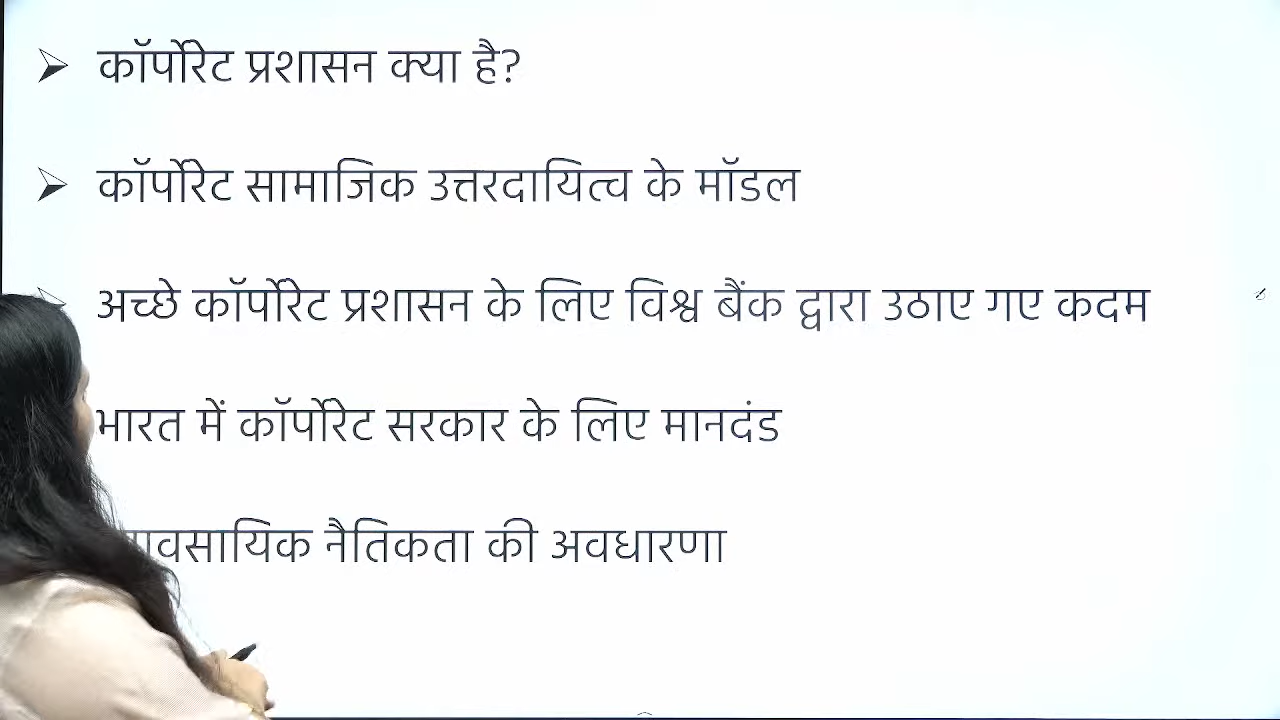 कॉर्पोरेट प्रशासन क्या है?
कॉर्पोरेट सामाजिक उत्तरदायित्व के मॉडल
अच्छे कॉर्पोरेट प्रशासन के लिए विश्व बैंक द्वारा उठाए गए कदम
भारत में कॉर्पोरेट सरकार के लिए मानदंड
नैतिकता की अवधारणा